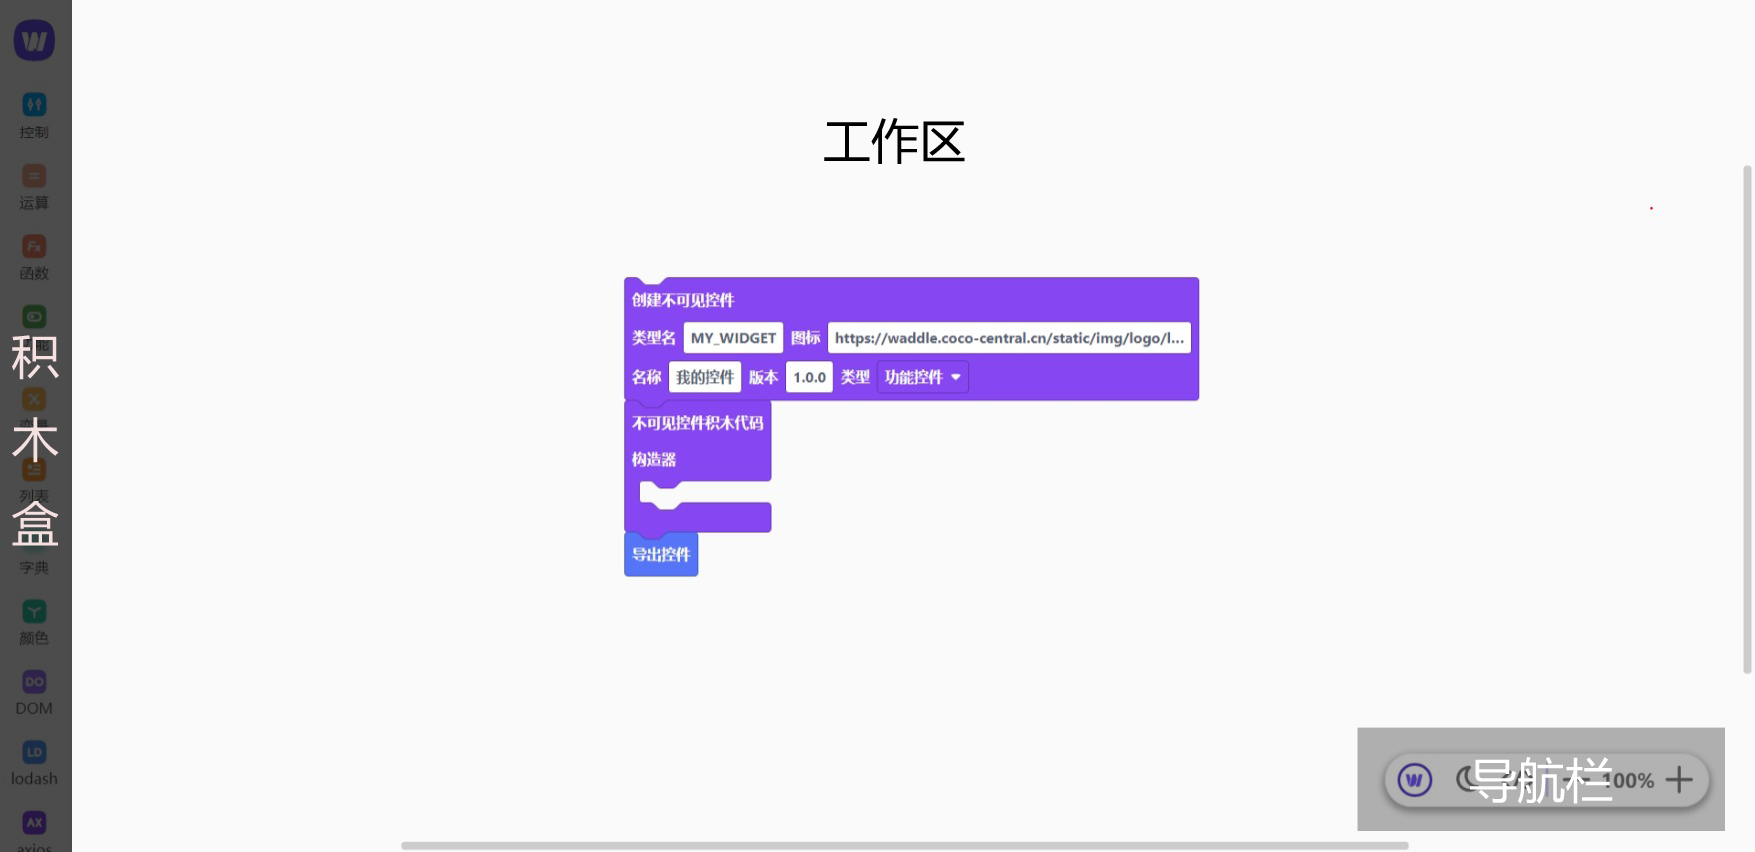 控制
运算
函数
积
木
列表
盒
字典
颜色
DO
DOM
LD
lodash
AX
axios
工作区
创建不可见控件
类型名 MY_WIDGET 图标 https://waddle.coco-central.cn/static/img/logo/l...
名称 我的控件 版本 1.0.0 类型 功能控件
不可见控件积木代码
构造器
导出控件
导航栏
100%